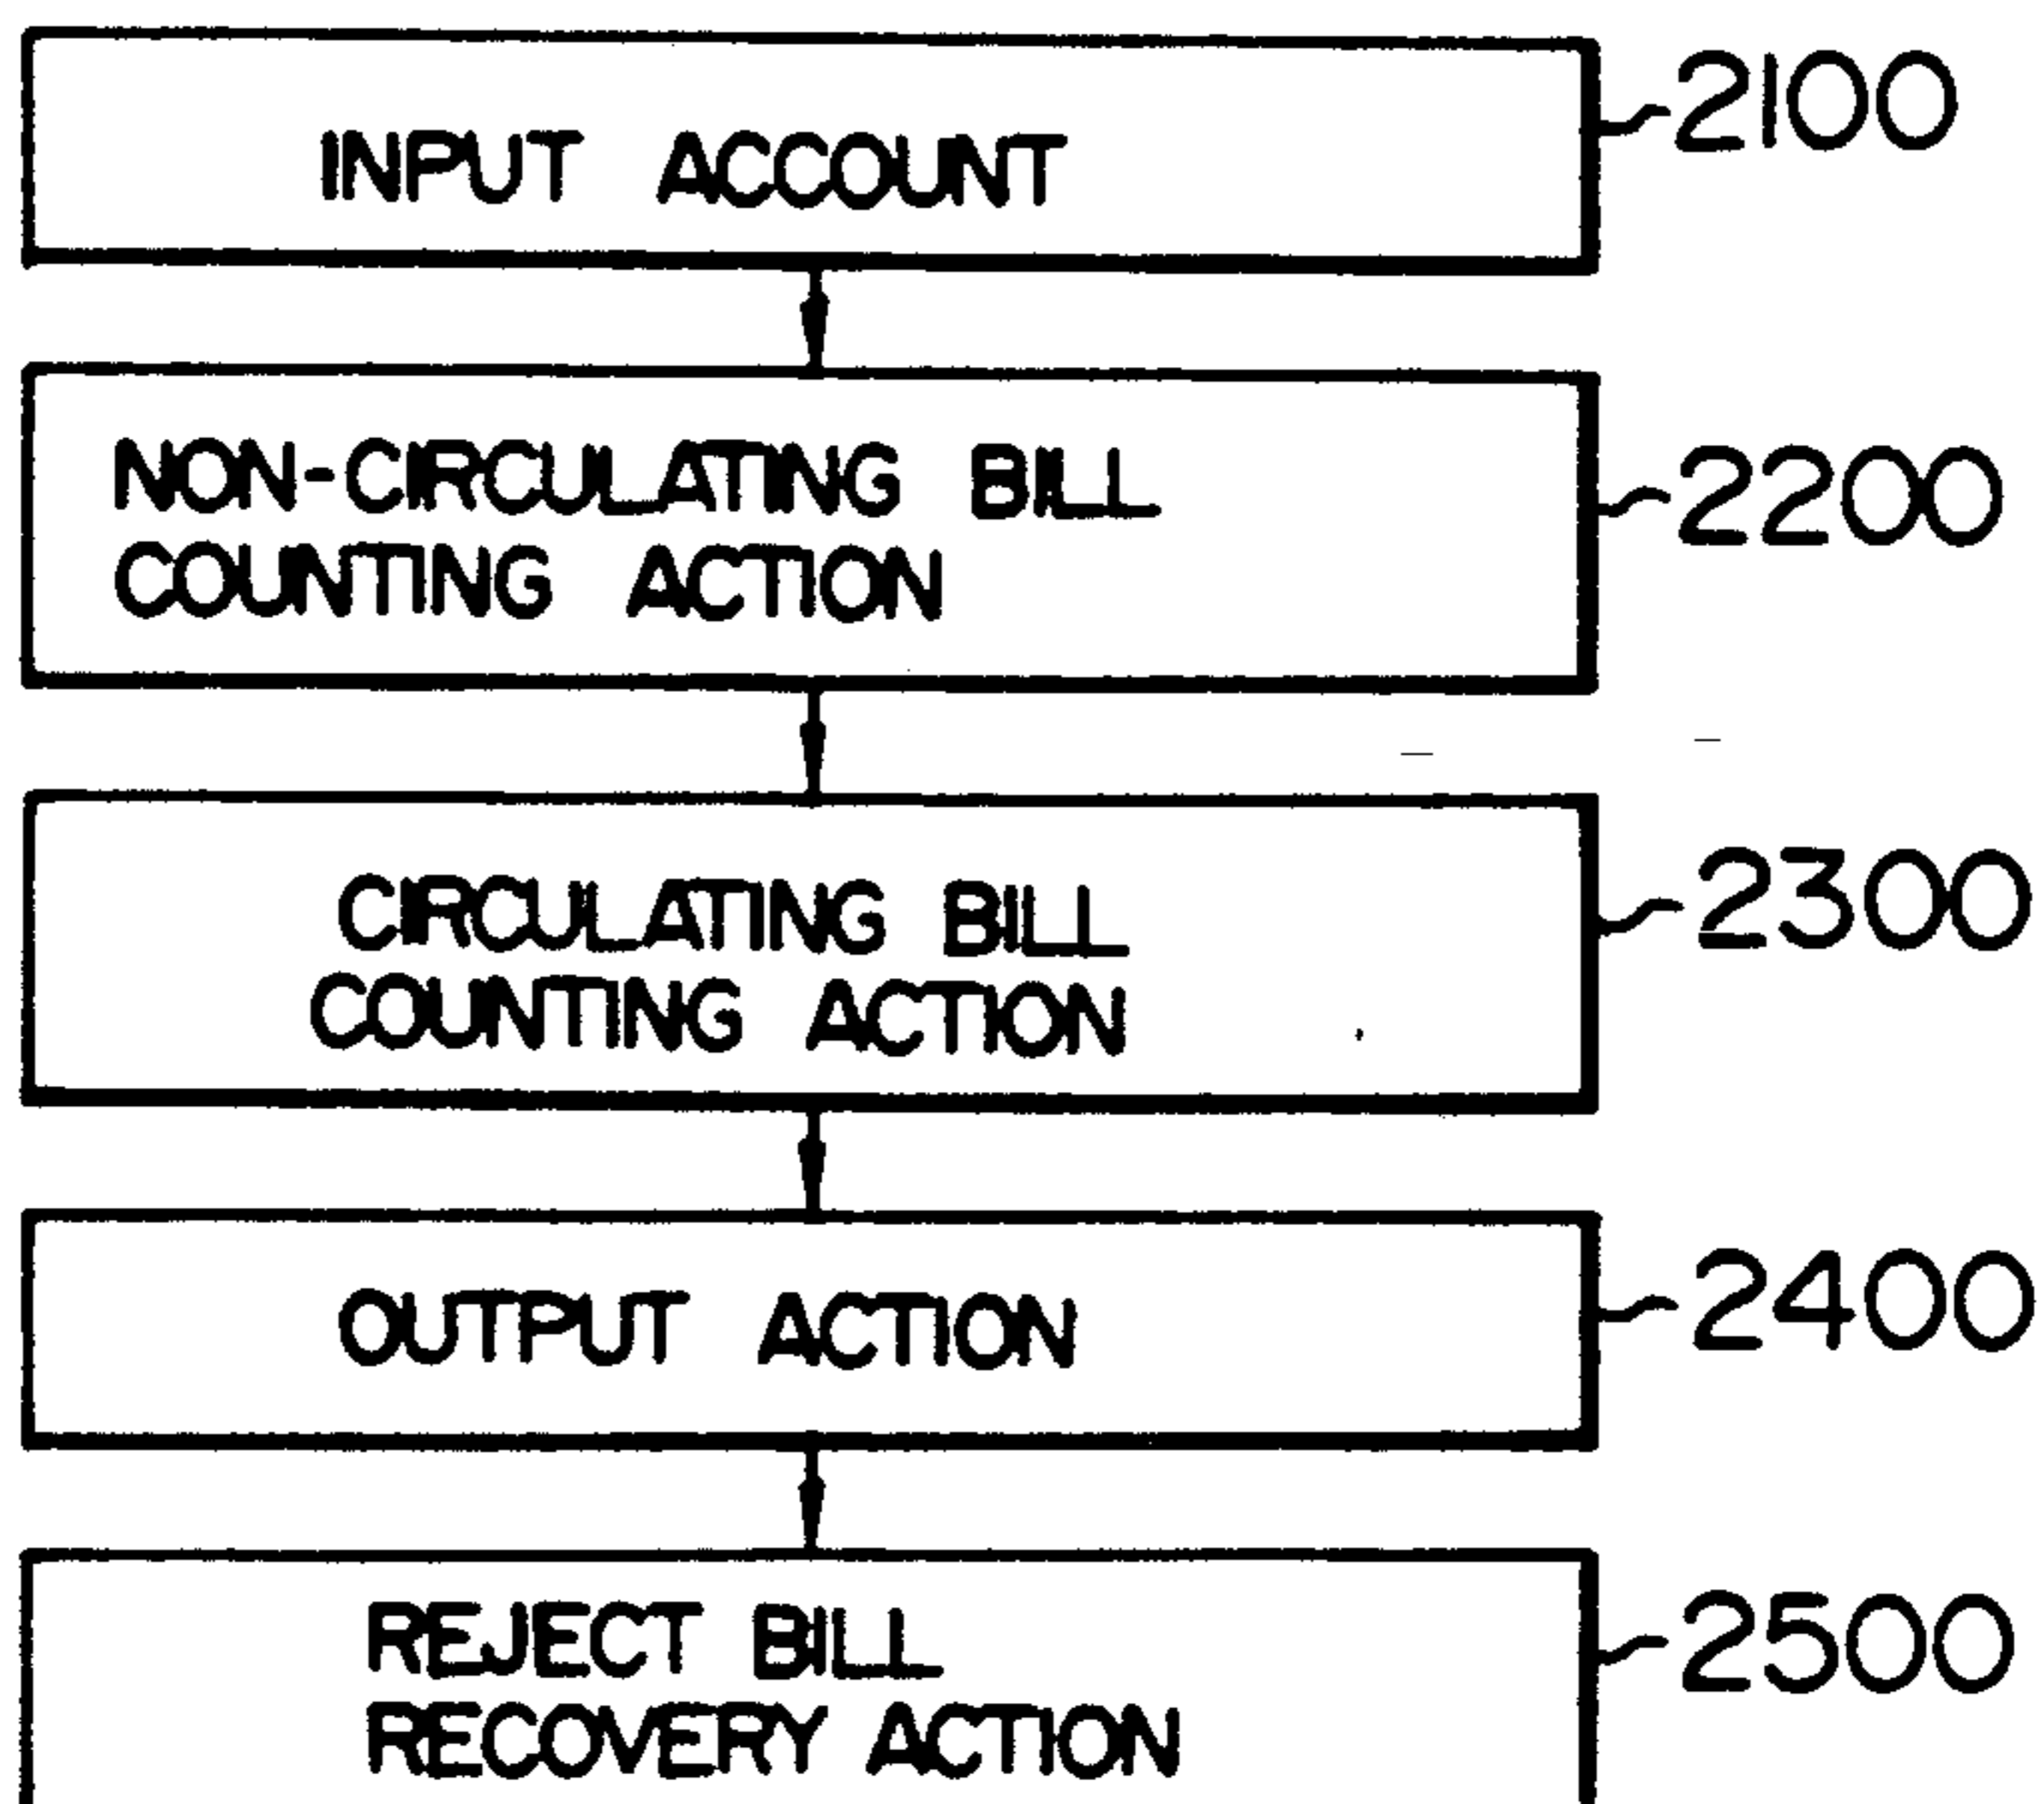 INPUT ACCOUNT
2100
NON-CIRCULATING BILL
COUNTING ACTION
2200
CIRCULATING BILL
COUNTING ACTION
2300
OUTPUT ACTION
2400
REJECT BILL
RECOVERY ACTION
2500